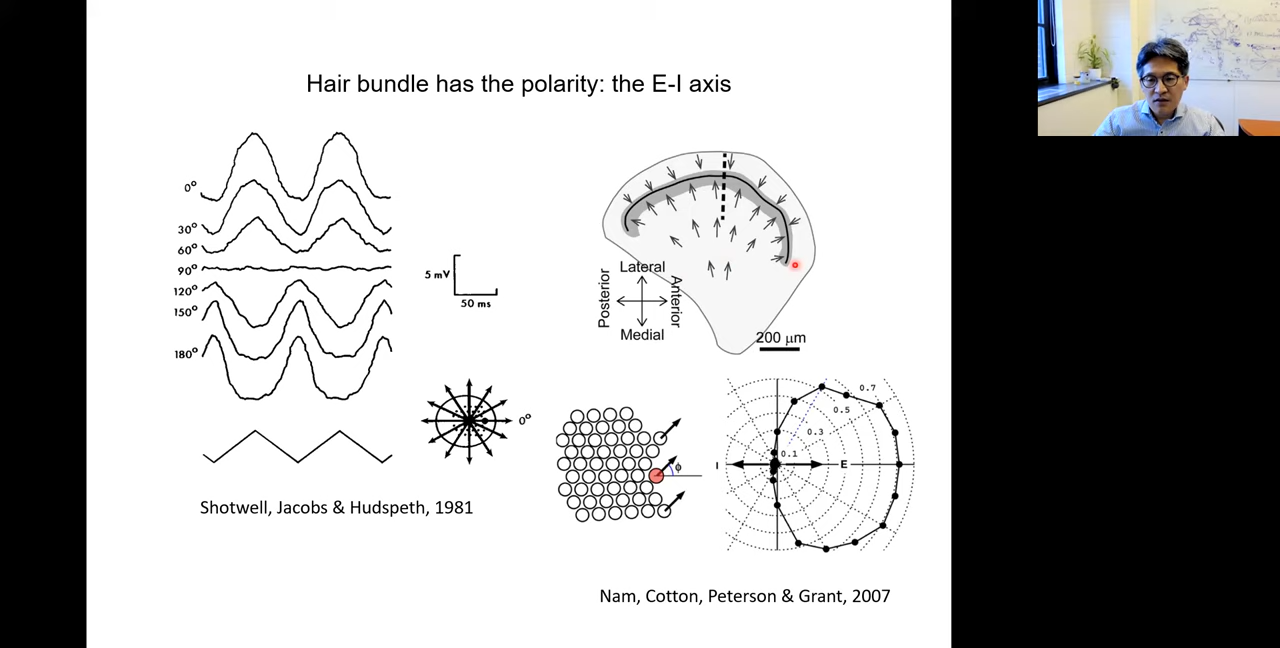 Hair bundle has the polarity: the E-I axis
0°
30°
60°
90°
120°
150°
180°
5 mV
50 ms
0°
Shotwell, Jacobs & Hudspeth, 1981
Lateral
Posterior
Anterior
Medial
200 μm
ϕ
0.7
0.5
0.3
0.1
I
E
Nam, Cotton, Peterson & Grant, 2007